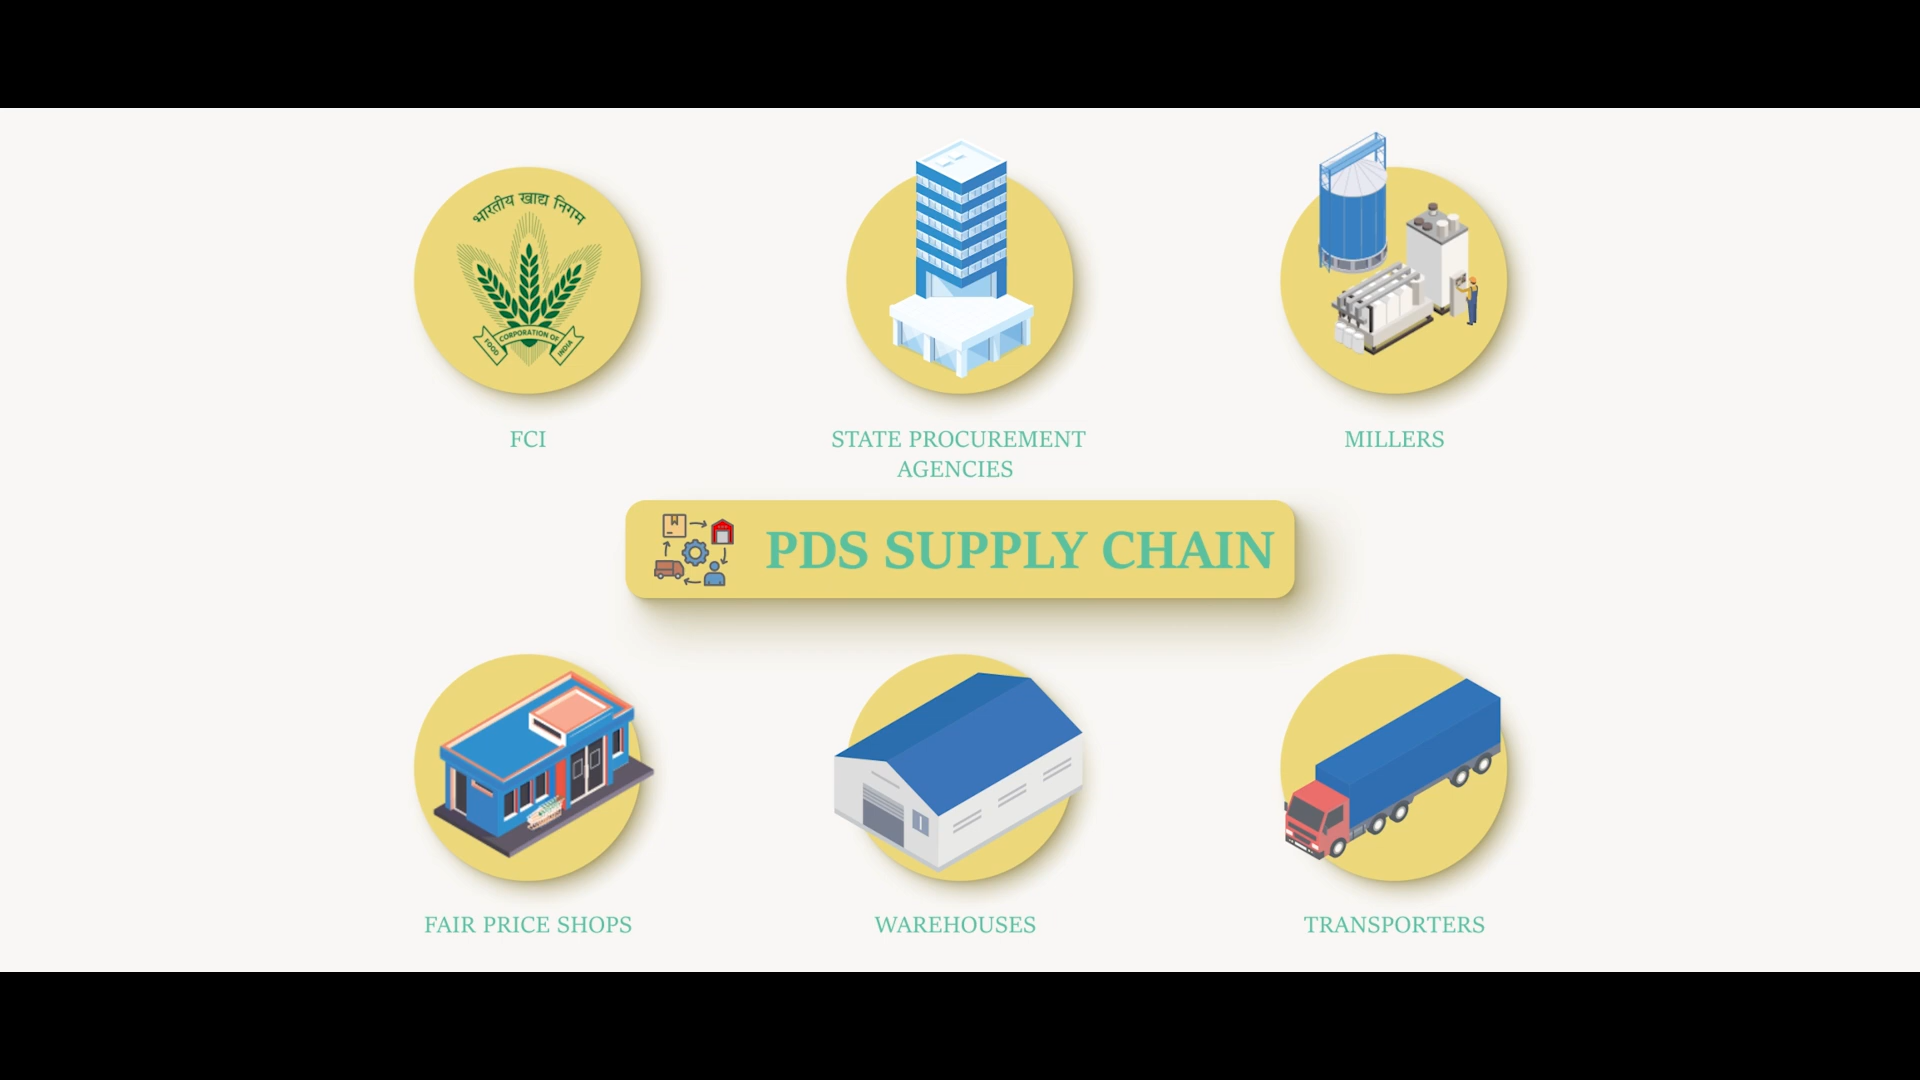 भारतीय खाद्य निगम
FOOD CORPORATION OF INDIA
FCI
STATE PROCUREMENT
AGENCIES
MILLERS
PDS SUPPLY CHAIN
FAIR PRICE SHOPS
WAREHOUSES
TRANSPORTERS